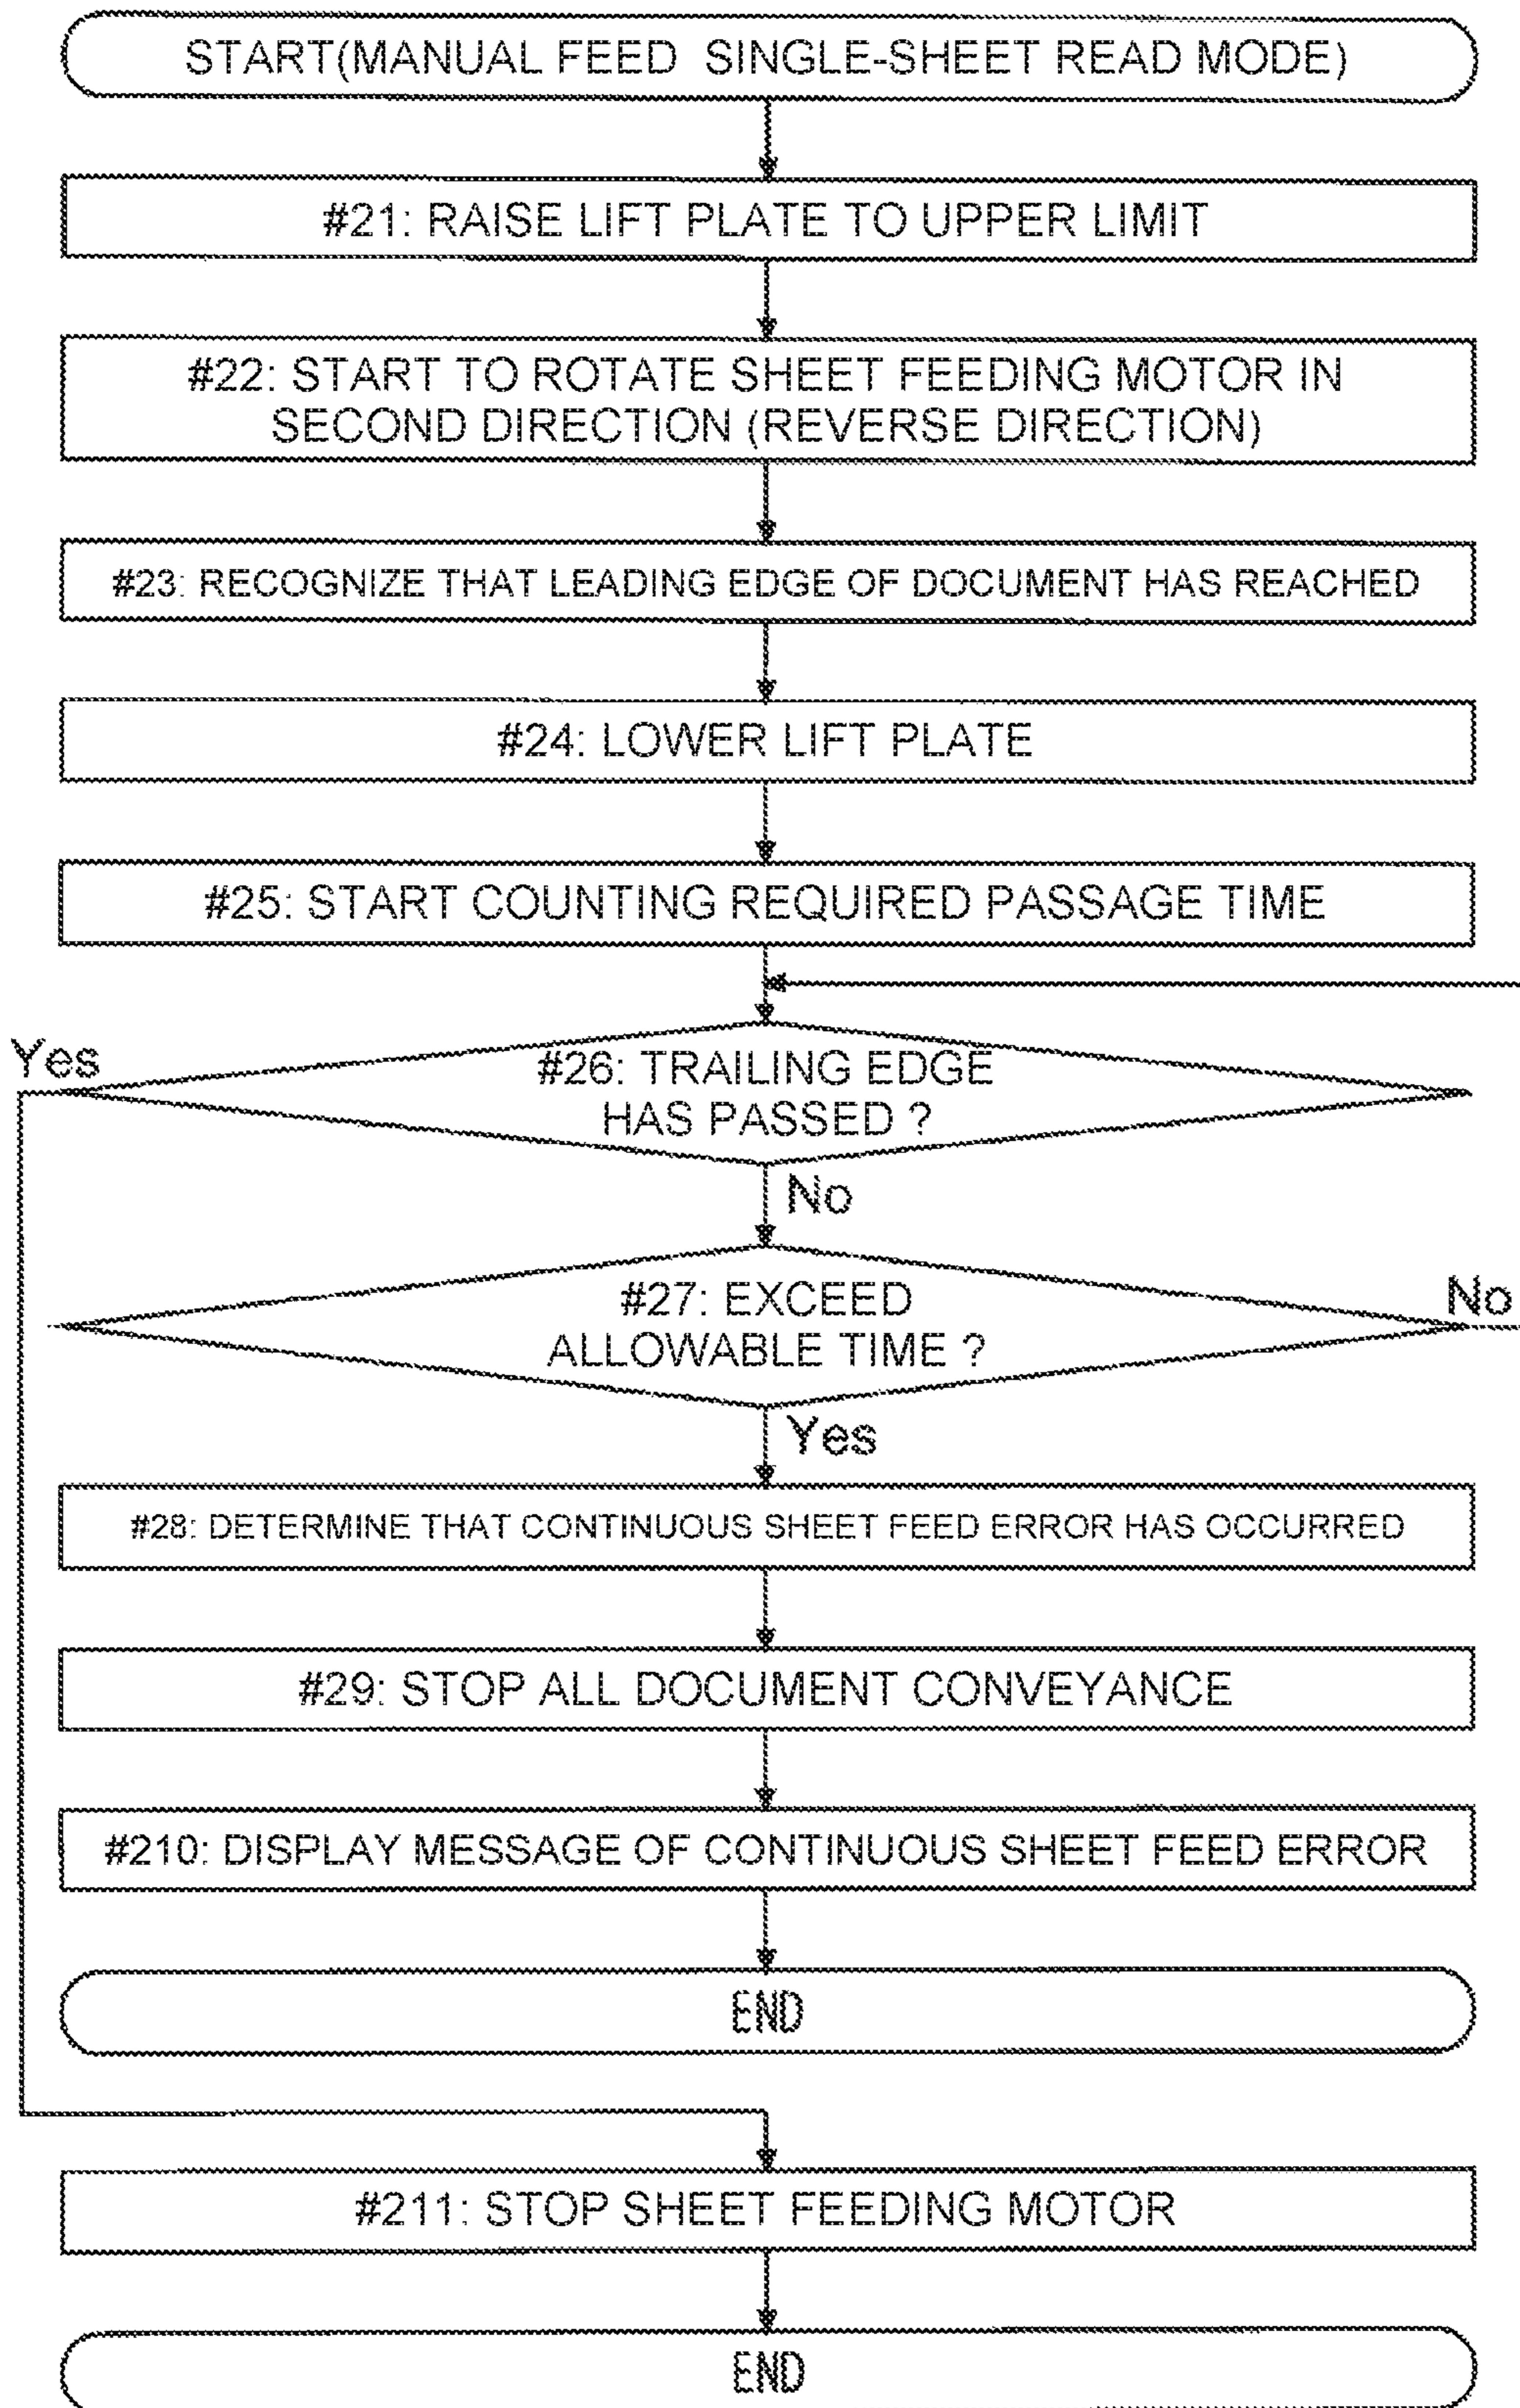 START(MANUAL FEED SINGLE-SHEET READ MODE)
#21: RAISE LIFT PLATE TO UPPER LIMIT
#22: START TO ROTATE SHEET FEEDING MOTOR IN
SECOND DIRECTION (REVERSE DIRECTION)
#23: RECOGNIZE THAT LEADING EDGE OF DOCUMENT HAS REACHED
#24: LOWER LIFT PLATE
#25: START COUNTING REQUIRED PASSAGE TIME
Yes
#26: TRAILING EDGE
HAS PASSED ?
No
#27: EXCEED
ALLOWABLE TIME ?
No
Yes
#28: DETERMINE THAT CONTINUOUS SHEET FEED ERROR HAS OCCURRED
#29: STOP ALL DOCUMENT CONVEYANCE
#210: DISPLAY MESSAGE OF CONTINUOUS SHEET FEED ERROR
END
#211: STOP SHEET FEEDING MOTOR
END